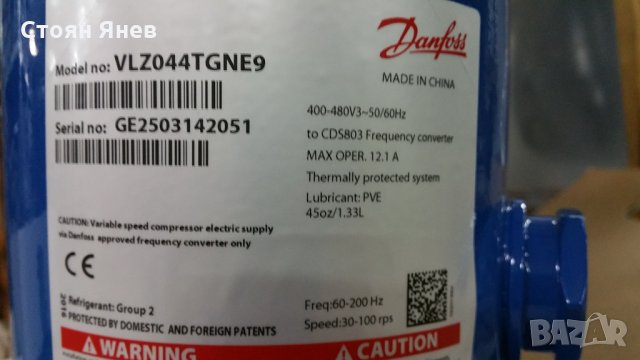 Стоян Янев
Danfoss
Model no: VLZ044TGNE9
MADE IN CHINA
Serial no: GE2503142051
400-480V3~50/60Hz
to CDS803 Frequency converter
MAX OPER. 12.1 A
Thermally protected system
Lubricant: PVE
45oz/1.33L
CAUTION: Variable speed compressor electric supply
via Danfoss approved frequency converter only
CE
Refrigerant: Group 2
PROTECTED BY DOMESTIC AND FOREIGN PATENTS
Freq:60-200 Hz
Speed:30-100 rps
WARNING
CAUTION
BAZAR.BG